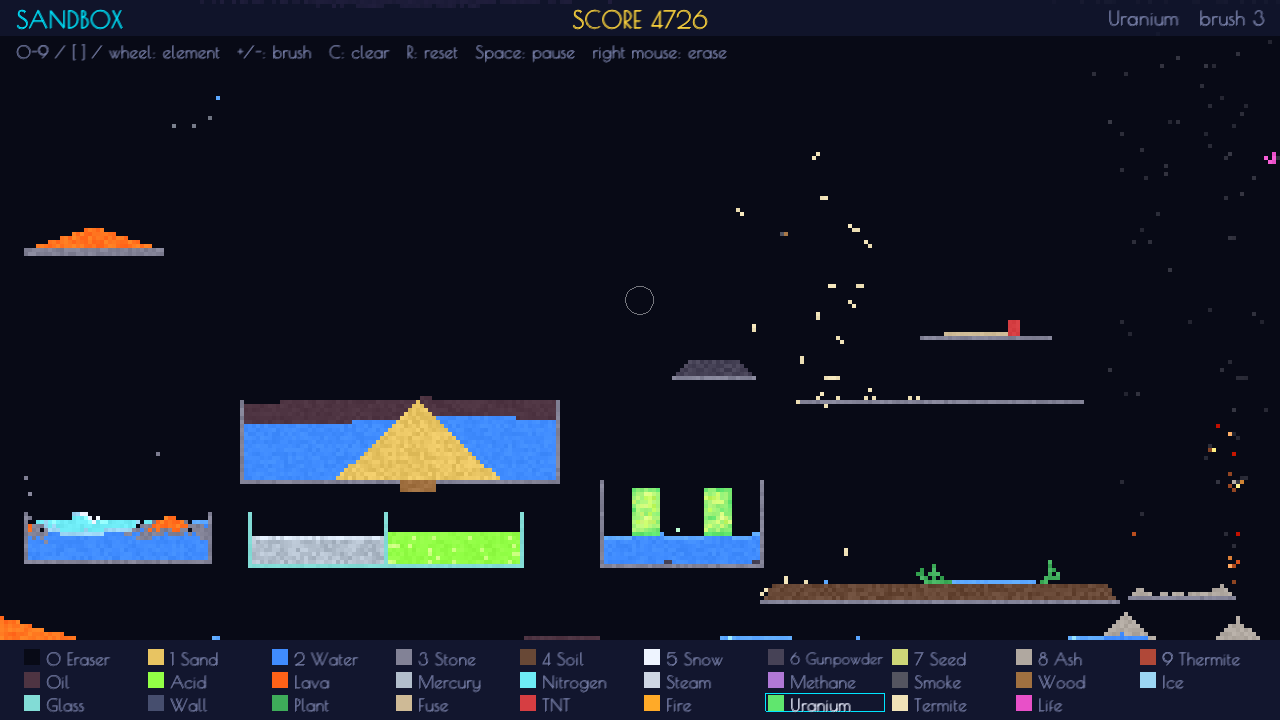 SANDBOX SCORE 4726 Uranium brush 3
0-9 / [ ] / wheel: element +/-: brush C: clear R: reset Space: pause right mouse: erase
0 Eraser 1 Sand 2 Water 3 Stone 4 Soil 5 Snow 6 Gunpowder 7 Seed 8 Ash 9 Thermite
Oil Acid Lava Mercury Nitrogen Steam Methane Smoke Wood Ice
Glass Wall Plant Fuse TNT Fire Uranium Termite Life